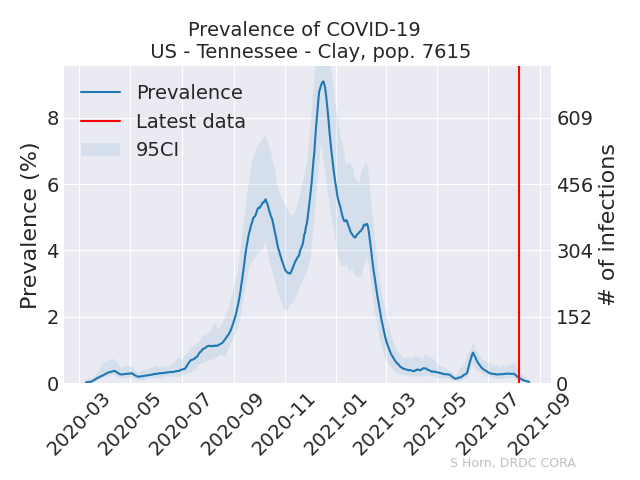 Prevalence of COVID-19
US - Tennessee - Clay, pop. 7615
Prevalence
Latest data
95CI
Prevalence (%)
8
6
4
2
0
609
456
304
152
0
# of infections
2020-03
2020-05
2020-07
2020-09
2020-11
2021-01
2021-03
2021-05
2021-07
2021-09
S Horn, DRDC CORA